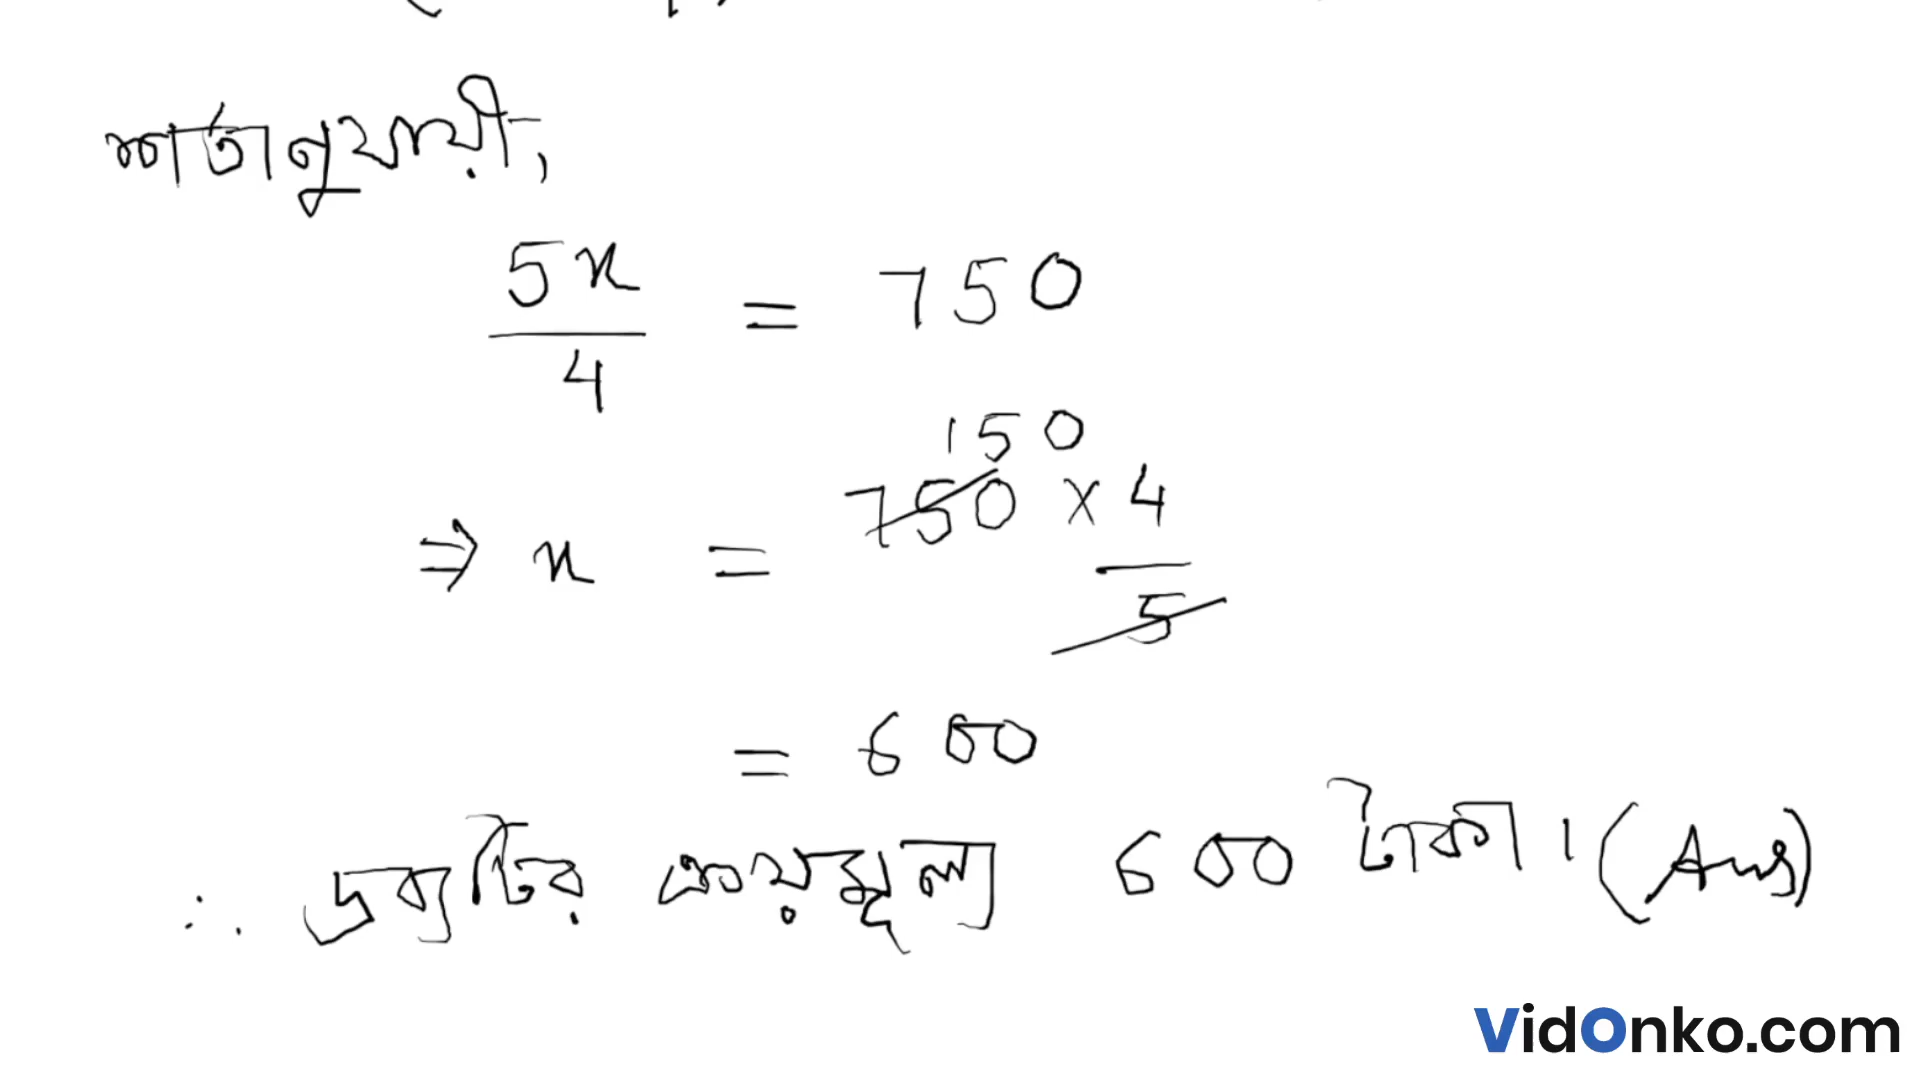 শর্তানুযায়ী,
5x/4 = 750
⇒ x = 750 × 4/5
150
= 600
∴ দ্রব্যটির ক্রয়মূল্য 600 টাকা। (Ans)
VidOnko.com